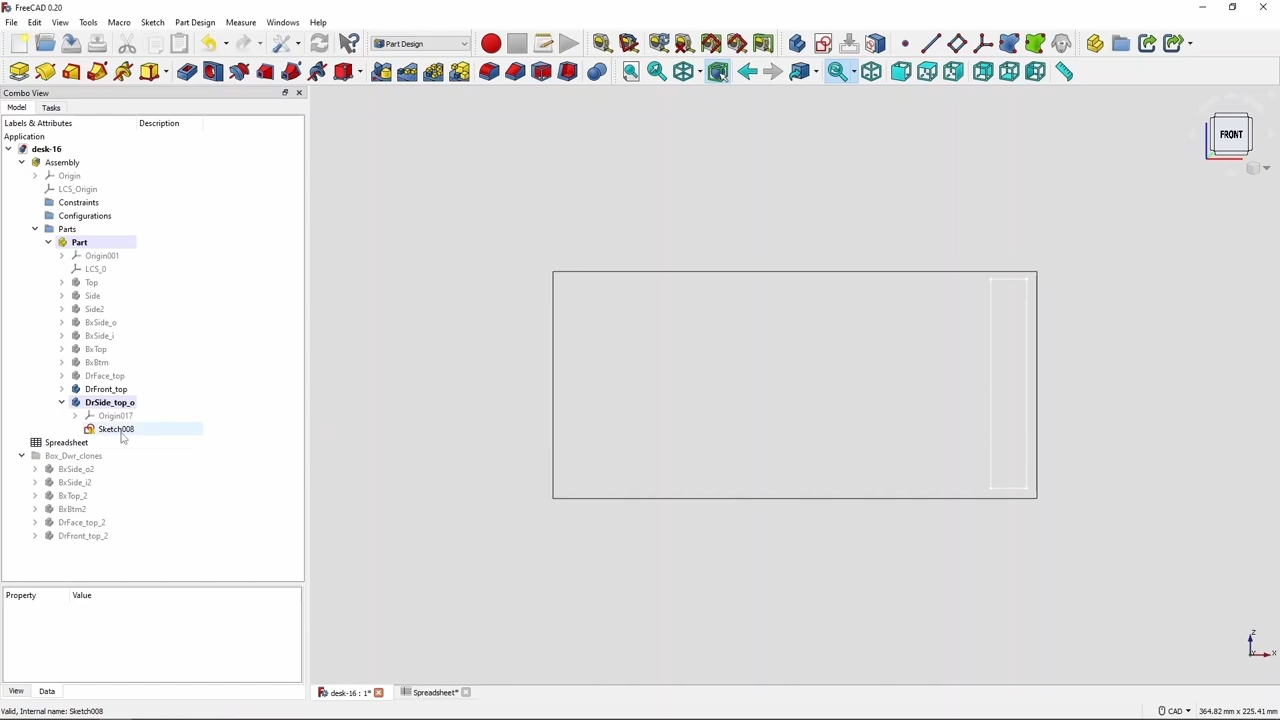 FreeCAD 0.20
File Edit View Tools Macro Sketch Part Design Measure Windows Help
Part Design
Combo View
Model Tasks
Labels & Attributes Description
Application
desk-16
Assembly
Origin
LCS_Origin
Constraints
Configurations
Parts
Part
Origin001
LCS_0
Top
Side
Side2
BxSide_o
BxSide_i
BxTop
BxBtm
DrFace_top
DrFront_top
DrSide_top_o
Origin017
Sketch008
Spreadsheet
Box_Dwr_clones
BxSide_o2
BxSide_i2
BxTop_2
BxBtm2
DrFace_top_2
DrFront_top_2
Property Value
View Data
FRONT
Z
X
desk-16 : 1*
Spreadsheet*
Valid, Internal name: Sketch008
CAD
364.82 mm x 225.41 mm